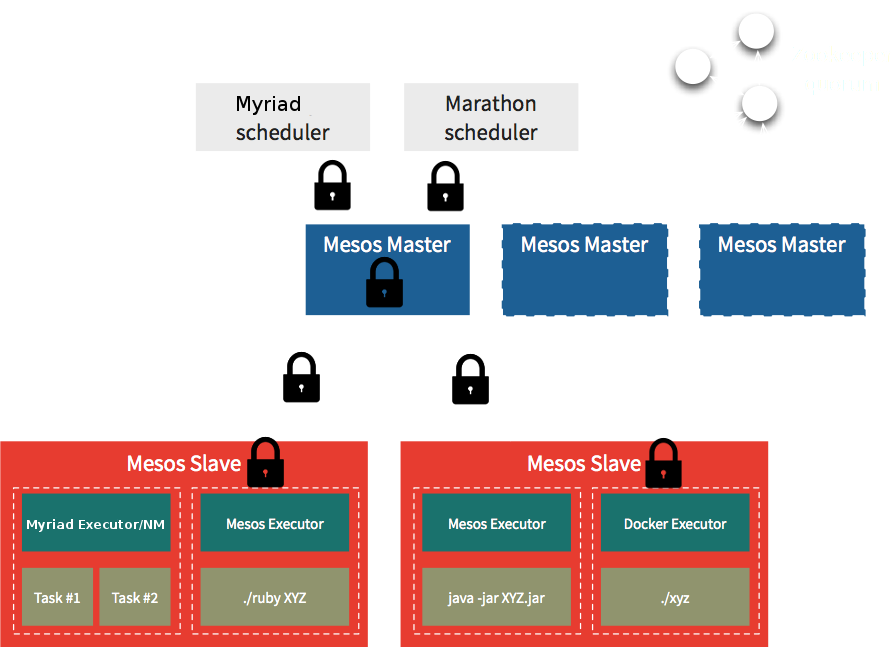 Myriad
scheduler
Marathon
scheduler
Mesos Master
Mesos Master
Mesos Master
Mesos Slave
Myriad Executor/NM
Mesos Executor
Task #1
Task #2
./ruby XYZ
Mesos Slave
Mesos Executor
Docker Executor
java -jar XYZ.jar
./xyz